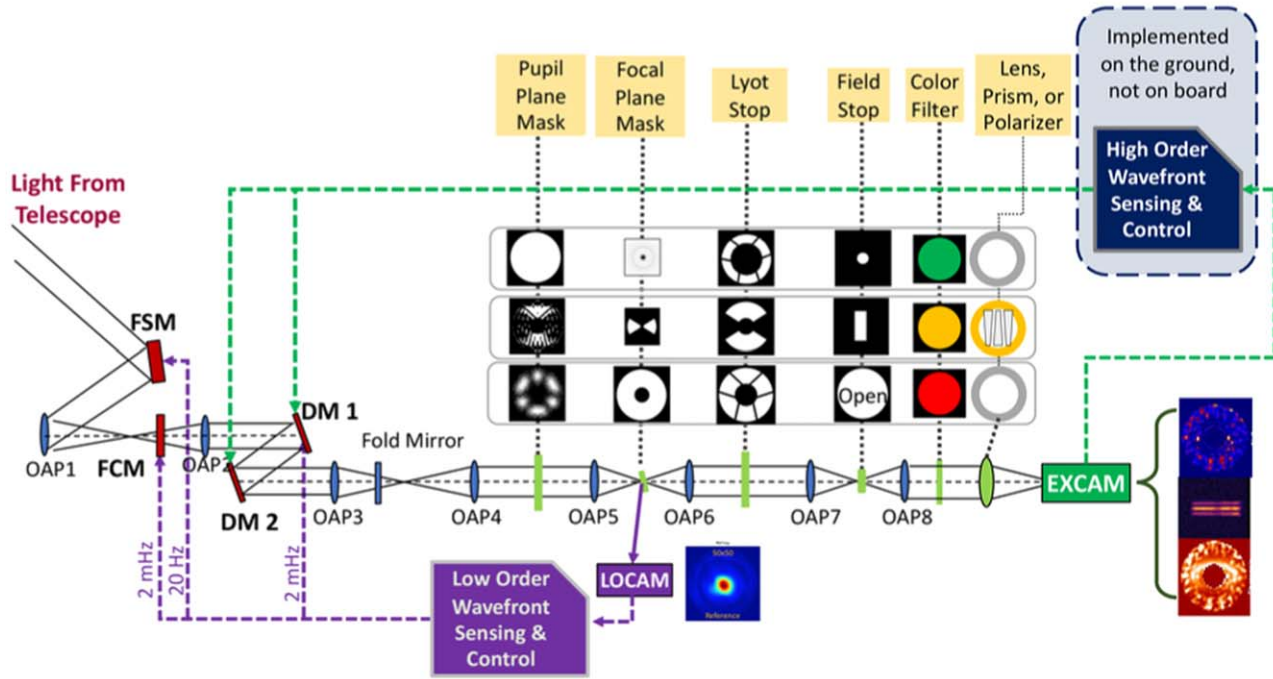 Implemented
on the ground,
not on board
Pupil
Plane
Mask
Focal
Plane
Mask
Lyot
Stop
Field
Stop
Color
Filter
Lens,
Prism, or
Polarizer
High Order
Wavefront
Sensing &
Control
Light From
Telescope
FSM
DM 1
Fold Mirror
Open
OAP1
FCM
OAP2
DM 2
OAP3
OAP4
OAP5
OAP6
OAP7
OAP8
EXCAM
2 mHz
20 Hz
2 mHz
Low Order
Wavefront
Sensing &
Control
LOCAM
50x50
Reference